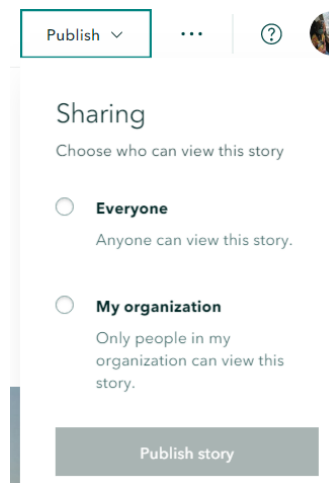 Publish
...
?
Sharing
Choose who can view this story
Everyone
Anyone can view this story.
My organization
Only people in my
organization can view this
story.
Publish story